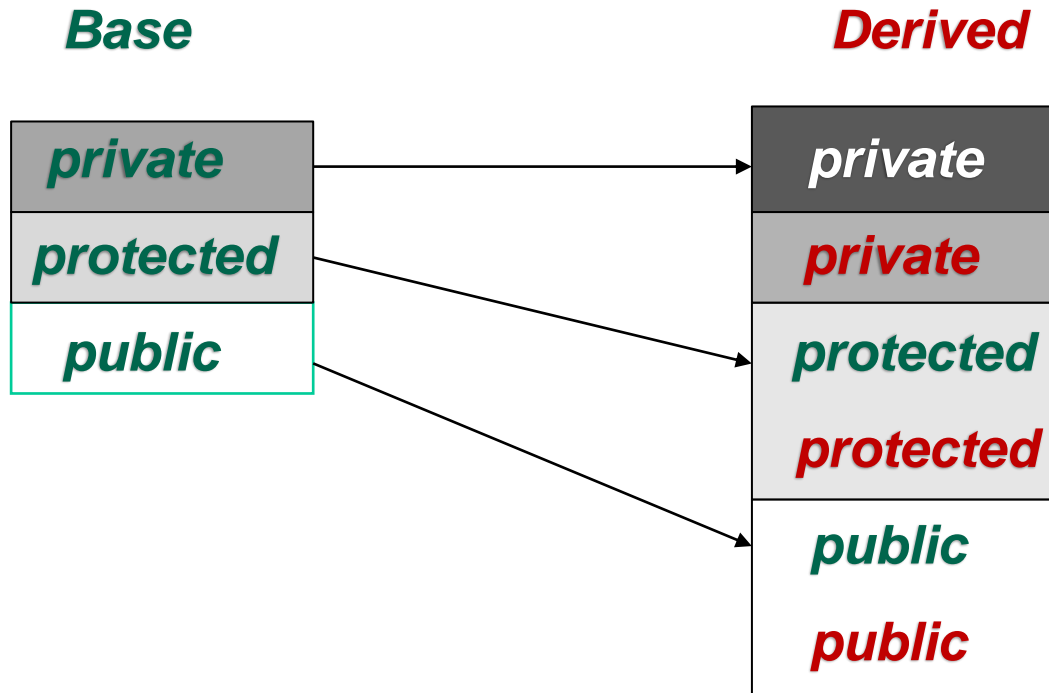 Base
Derived
private
protected
public
private
private
protected
protected
public
public